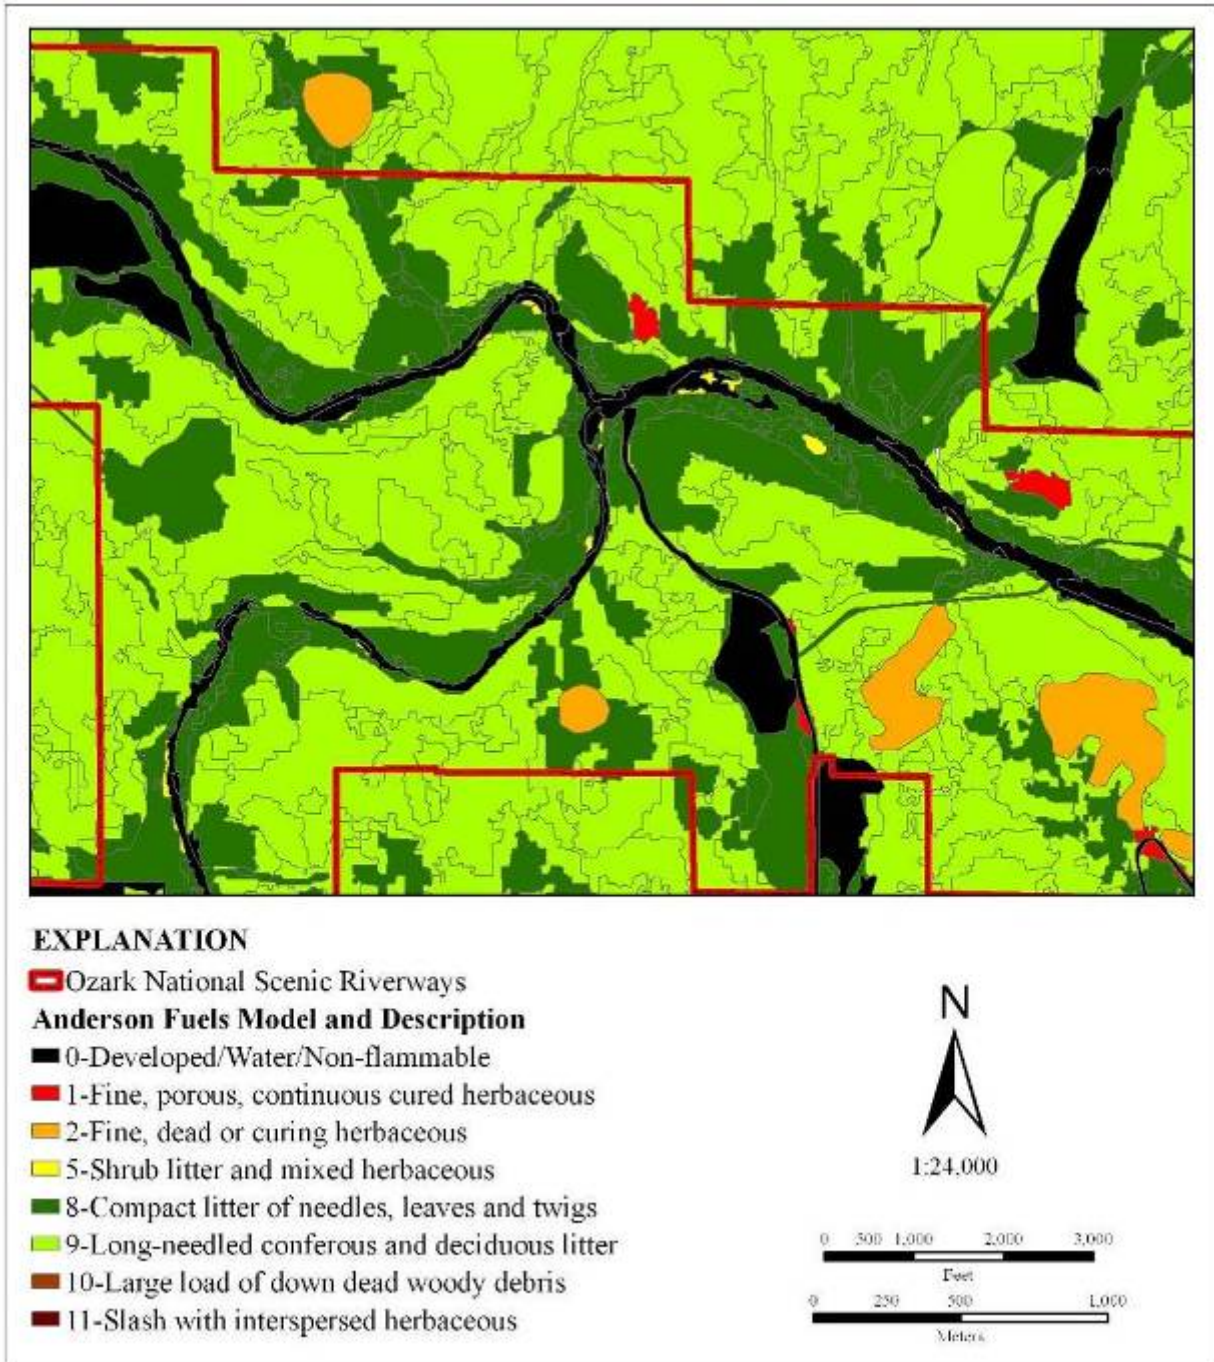 EXPLANATION
Ozark National Scenic Riverways
Anderson Fuels Model and Description
0-Developed/Water/Non-flammable
1-Fine, porous, continuous cured herbaceous
2-Fine, dead or curing herbaceous
5-Shrub litter and mixed herbaceous
8-Compact litter of needles, leaves and twigs
9-Long-needled conferous and deciduous litter
10-Large load of down dead woody debris
11-Slash with interspersed herbaceous
N
1:24,000
0 500 1,000 2,000 3,000
Feet
0 250 500 1,000
Meters